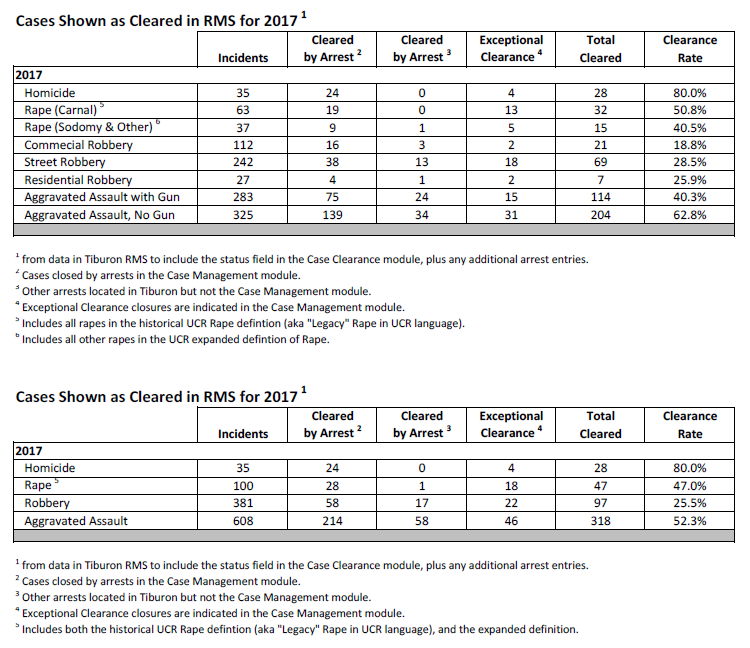 Cases Shown as Cleared in RMS for 2017 ¹
Incidents Cleared by Arrest ² Cleared by Arrest ³ Exceptional Clearance ⁴ Total Cleared Clearance Rate
2017
Homicide 35 24 0 4 28 80.0%
Rape (Carnal) ⁵ 63 19 0 13 32 50.8%
Rape (Sodomy & Other) ⁶ 37 9 1 5 15 40.5%
Commecial Robbery 112 16 3 2 21 18.8%
Street Robbery 242 38 13 18 69 28.5%
Residential Robbery 27 4 1 2 7 25.9%
Aggravated Assault with Gun 283 75 24 15 114 40.3%
Aggravated Assault, No Gun 325 139 34 31 204 62.8%
¹ from data in Tiburon RMS to include the status field in the Case Clearance module, plus any additional arrest entries.
² Cases closed by arrests in the Case Management module.
³ Other arrests located in Tiburon but not the Case Management module.
⁴ Exceptional Clearance closures are indicated in the Case Management module.
⁵ Includes all rapes in the historical UCR Rape defintion (aka "Legacy" Rape in UCR language).
⁶ Includes all other rapes in the UCR expanded defintion of Rape.
Cases Shown as Cleared in RMS for 2017 ¹
Incidents Cleared by Arrest ² Cleared by Arrest ³ Exceptional Clearance ⁴ Total Cleared Clearance Rate
2017
Homicide 35 24 0 4 28 80.0%
Rape ⁵ 100 28 1 18 47 47.0%
Robbery 381 58 17 22 97 25.5%
Aggravated Assault 608 214 58 46 318 52.3%
¹ from data in Tiburon RMS to include the status field in the Case Clearance module, plus any additional arrest entries.
² Cases closed by arrests in the Case Management module.
³ Other arrests located in Tiburon but not the Case Management module.
⁴ Exceptional Clearance closures are indicated in the Case Management module.
⁵ Includes both the historical UCR Rape defintion (aka "Legacy" Rape in UCR language), and the expanded definition.